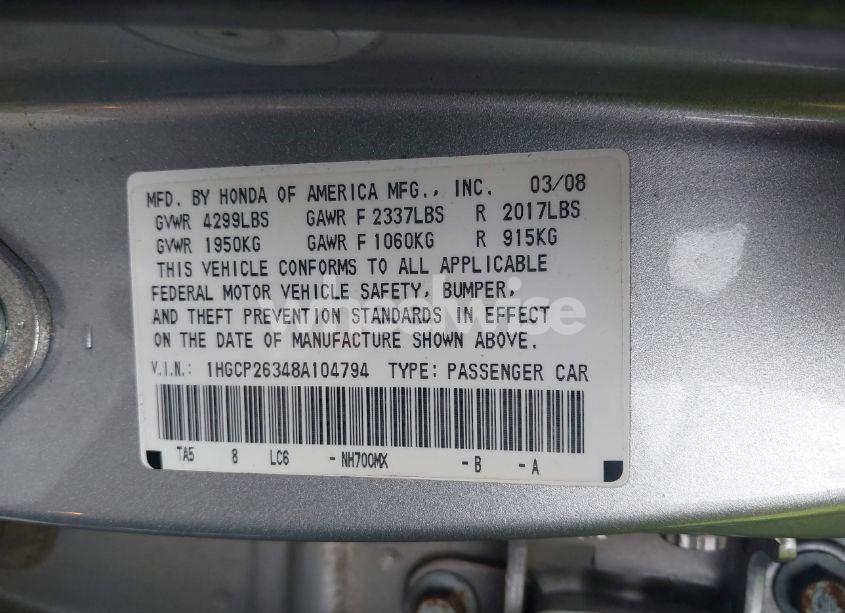 MFD. BY HONDA OF AMERICA MFG., INC. 03/08
GVWR 4299LBS GAWR F 2337LBS R 2017LBS
GVWR 1950KG GAWR F 1060KG R 915KG
THIS VEHICLE CONFORMS TO ALL APPLICABLE
FEDERAL MOTOR VEHICLE SAFETY, BUMPER,
AND THEFT PREVENTION STANDARDS IN EFFECT
ON THE DATE OF MANUFACTURE SHOWN ABOVE.
V.I.N.: 1HGCP26348A104794 TYPE: PASSENGER CAR
TA5 8 LC6 - NH700MX - B - A
wheelwise